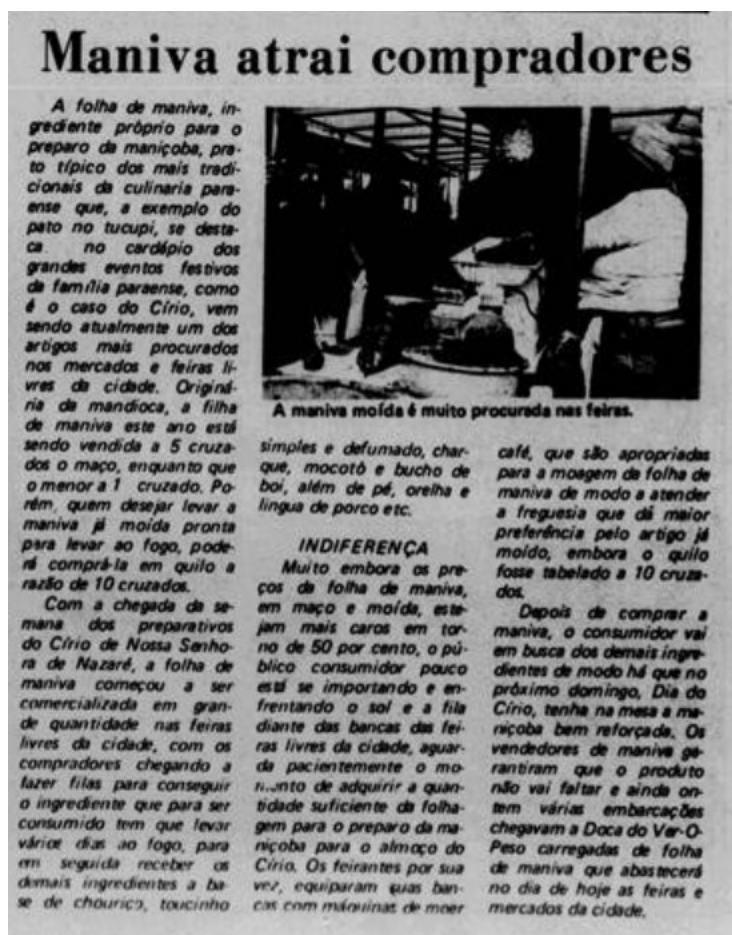 Maniva atrai compradores
A folha de maniva, in-
grediente próprio para o
preparo da maniçoba, pra-
to típico dos mais tradi-
cionais da culinaria para-
ense que, a exemplo do
pato no tucupi, se desta-
ca no cardápio dos
grandes eventos festivos
da família paraense, como
é o caso do Círio, vem
sendo atualmente um dos
artigos mais procurados
nos mercados e feiras li-
vres da cidade. Originá-
ria da mandioca, a filha
de maniva este ano está
sendo vendida a 5 cruza-
dos o maço, enquanto que
o menor a 1 cruzado. Po-
rém, quem desejar levar a
maniva já moída pronta
para levar ao fogo, pode-
rá comprá-la em quilo a
razão de 10 cruzados.
Com a chegada da se-
mana dos preparativos
do Círio de Nossa Senho-
ra de Nazaré, a folha de
maniva começou a ser
comercializada em gran-
de quantidade nas feiras
livres da cidade, com os
compradores chegando a
fazer filas para conseguir
o ingrediente que para ser
consumido tem que levar
vários dias ao fogo, para
em seguida receber os
demais ingredientes a ba-
se de chouriço, toucinho
A maniva moída é muito procurada nas feiras.
simples e defumado, char-
que, mocotó e bucho de
boi, além de pé, orelha e
lingua de porco etc.
INDIFERENÇA
Muito embora os pre-
ços da folha de maniva,
em maço e moída, este-
jam mais caros em tor-
no de 50 por cento, o pú-
blico consumidor pouco
está se importando e en-
frentando o sol e a fila
diante das bancas das fei-
ras livres da cidade, aguar-
da pacientemente o mo-
mento de adquirir a quan-
tidade suficiente da folha-
gem para o preparo da ma-
niçoba para o almoço do
Círio. Os feirantes por sua
vez, equiparam suas ban-
cas com máquinas de moer
café, que são apropriadas
para a moagem da folha de
maniva de modo a atender
a freguesia que dá maior
preferência pelo artigo já
moído, embora o quilo
fosse tabelado a 10 cruza-
dos.
Depois de comprar a
maniva, o consumidor vai
em busca dos demais ingre-
dientes de modo há que no
próximo domingo, Dia do
Círio, tenha na mesa a ma-
niçoba bem reforçada. Os
vendedores de maniva ga-
rantiram que o produto
não vai faltar e ainda on-
tem várias embarcações
chegavam a Doca do Ver-O-
Peso carregadas de folha
de maniva que abastecerá
no dia de hoje as feiras e
mercados da cidade.